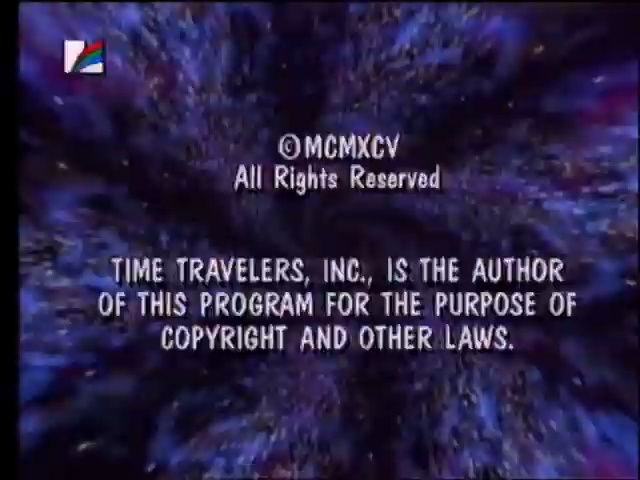 ©MCMXCV
All Rights Reserved
TIME TRAVELERS, INC., IS THE AUTHOR
OF THIS PROGRAM FOR THE PURPOSE OF
COPYRIGHT AND OTHER LAWS.